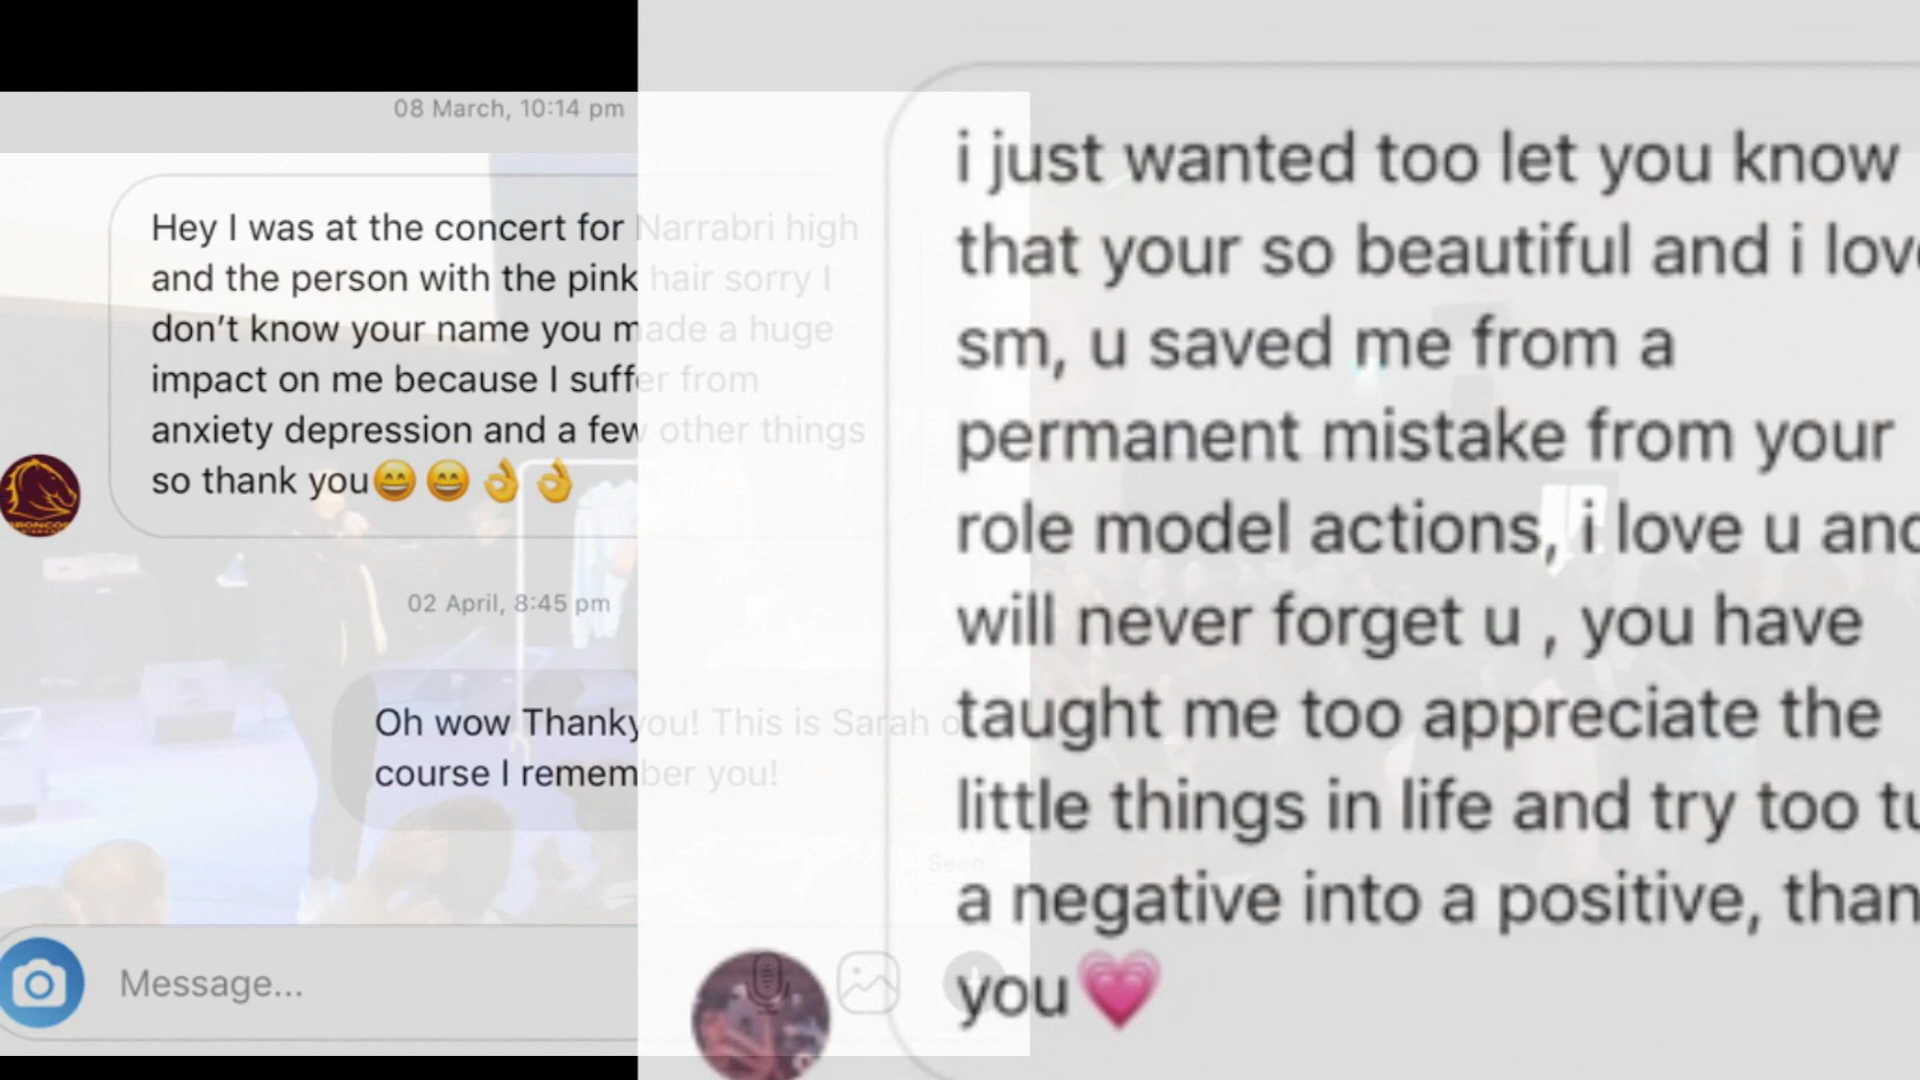 08 March, 10:14 pm
Hey I was at the concert for Narrabri high
and the person with the pink hair sorry I
don't know your name you made a huge
impact on me because I suffer from
anxiety depression and a few other things
so thank you😄😄👌👌
BRONCOS
02 April, 8:45 pm
Oh wow Thankyou! This is Sarah o
course I remember you!
Seen
Message...
i just wanted too let you know
that your so beautiful and i lov
sm, u saved me from a
permanent mistake from your
role model actions, i love u and
will never forget u , you have
taught me too appreciate the
little things in life and try too tu
a negative into a positive, than
you💗